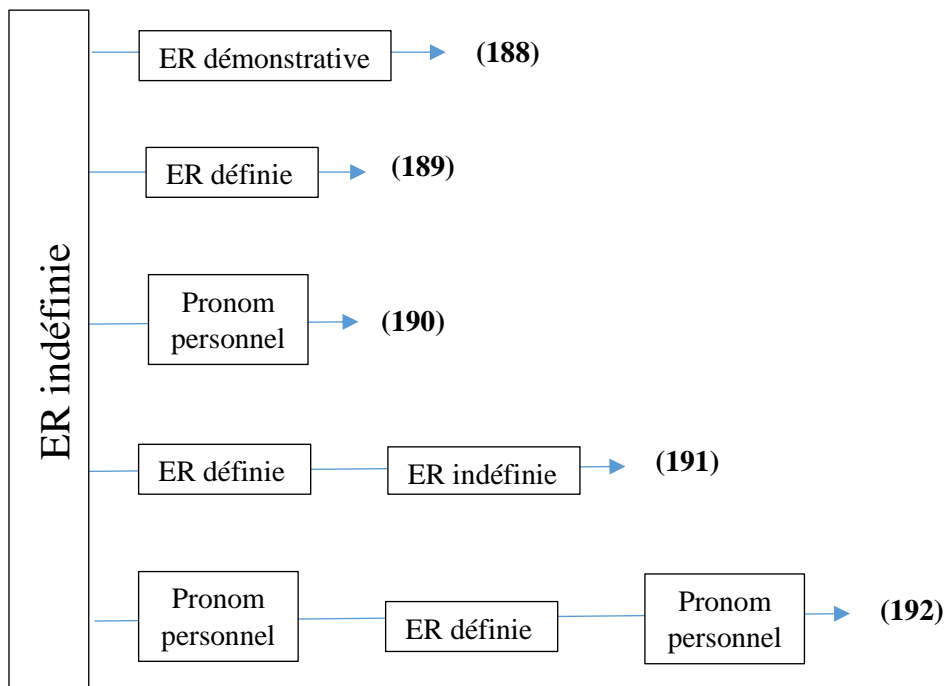 ER indéfinie
ER démonstrative
(188)
ER définie
(189)
Pronom
personnel
(190)
ER définie
ER indéfinie
(191)
Pronom
personnel
ER définie
Pronom
personnel
(192)